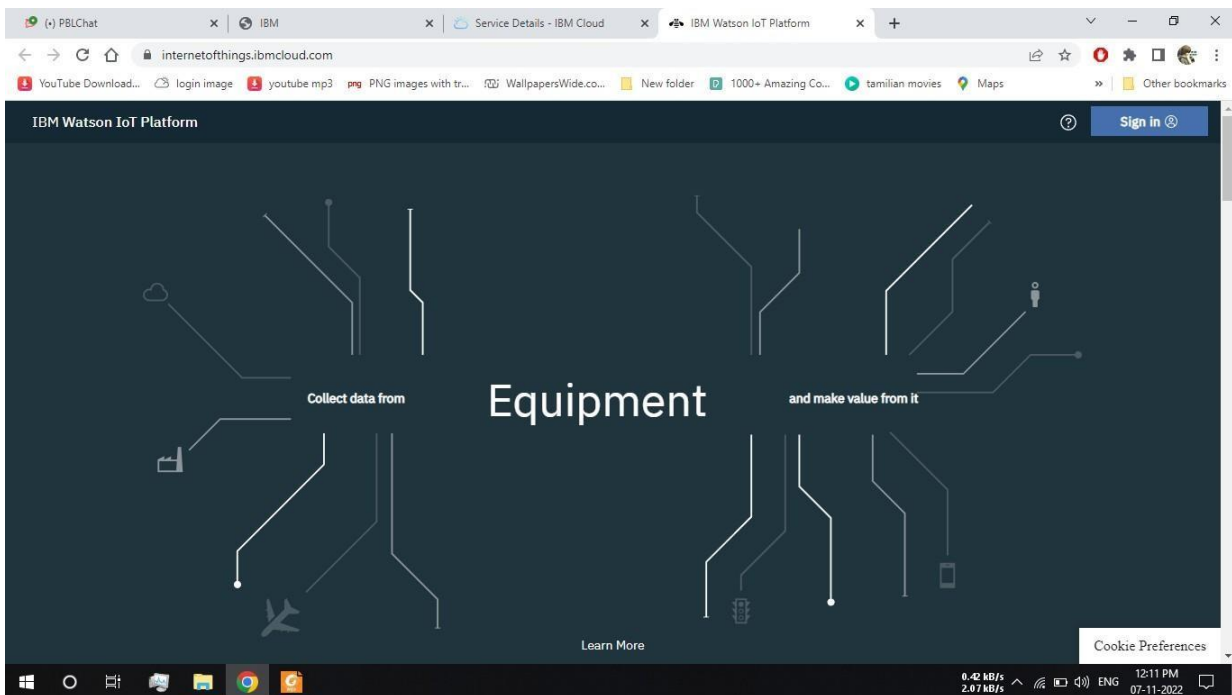 (•) PBLChat
IBM
Service Details - IBM Cloud
IBM Watson IoT Platform
internetofthings.ibmcloud.com
YouTube Download...
login image
youtube mp3
png PNG images with tr...
WallpapersWide.co...
New folder
D 1000+ Amazing Co...
tamilian movies
Maps
»
Other bookmarks
IBM Watson IoT Platform
Sign in
Collect data from
Equipment
and make value from it
Learn More
Cookie Preferences
0.42 kB/s
2.07 kB/s
ENG
12:11 PM
07-11-2022